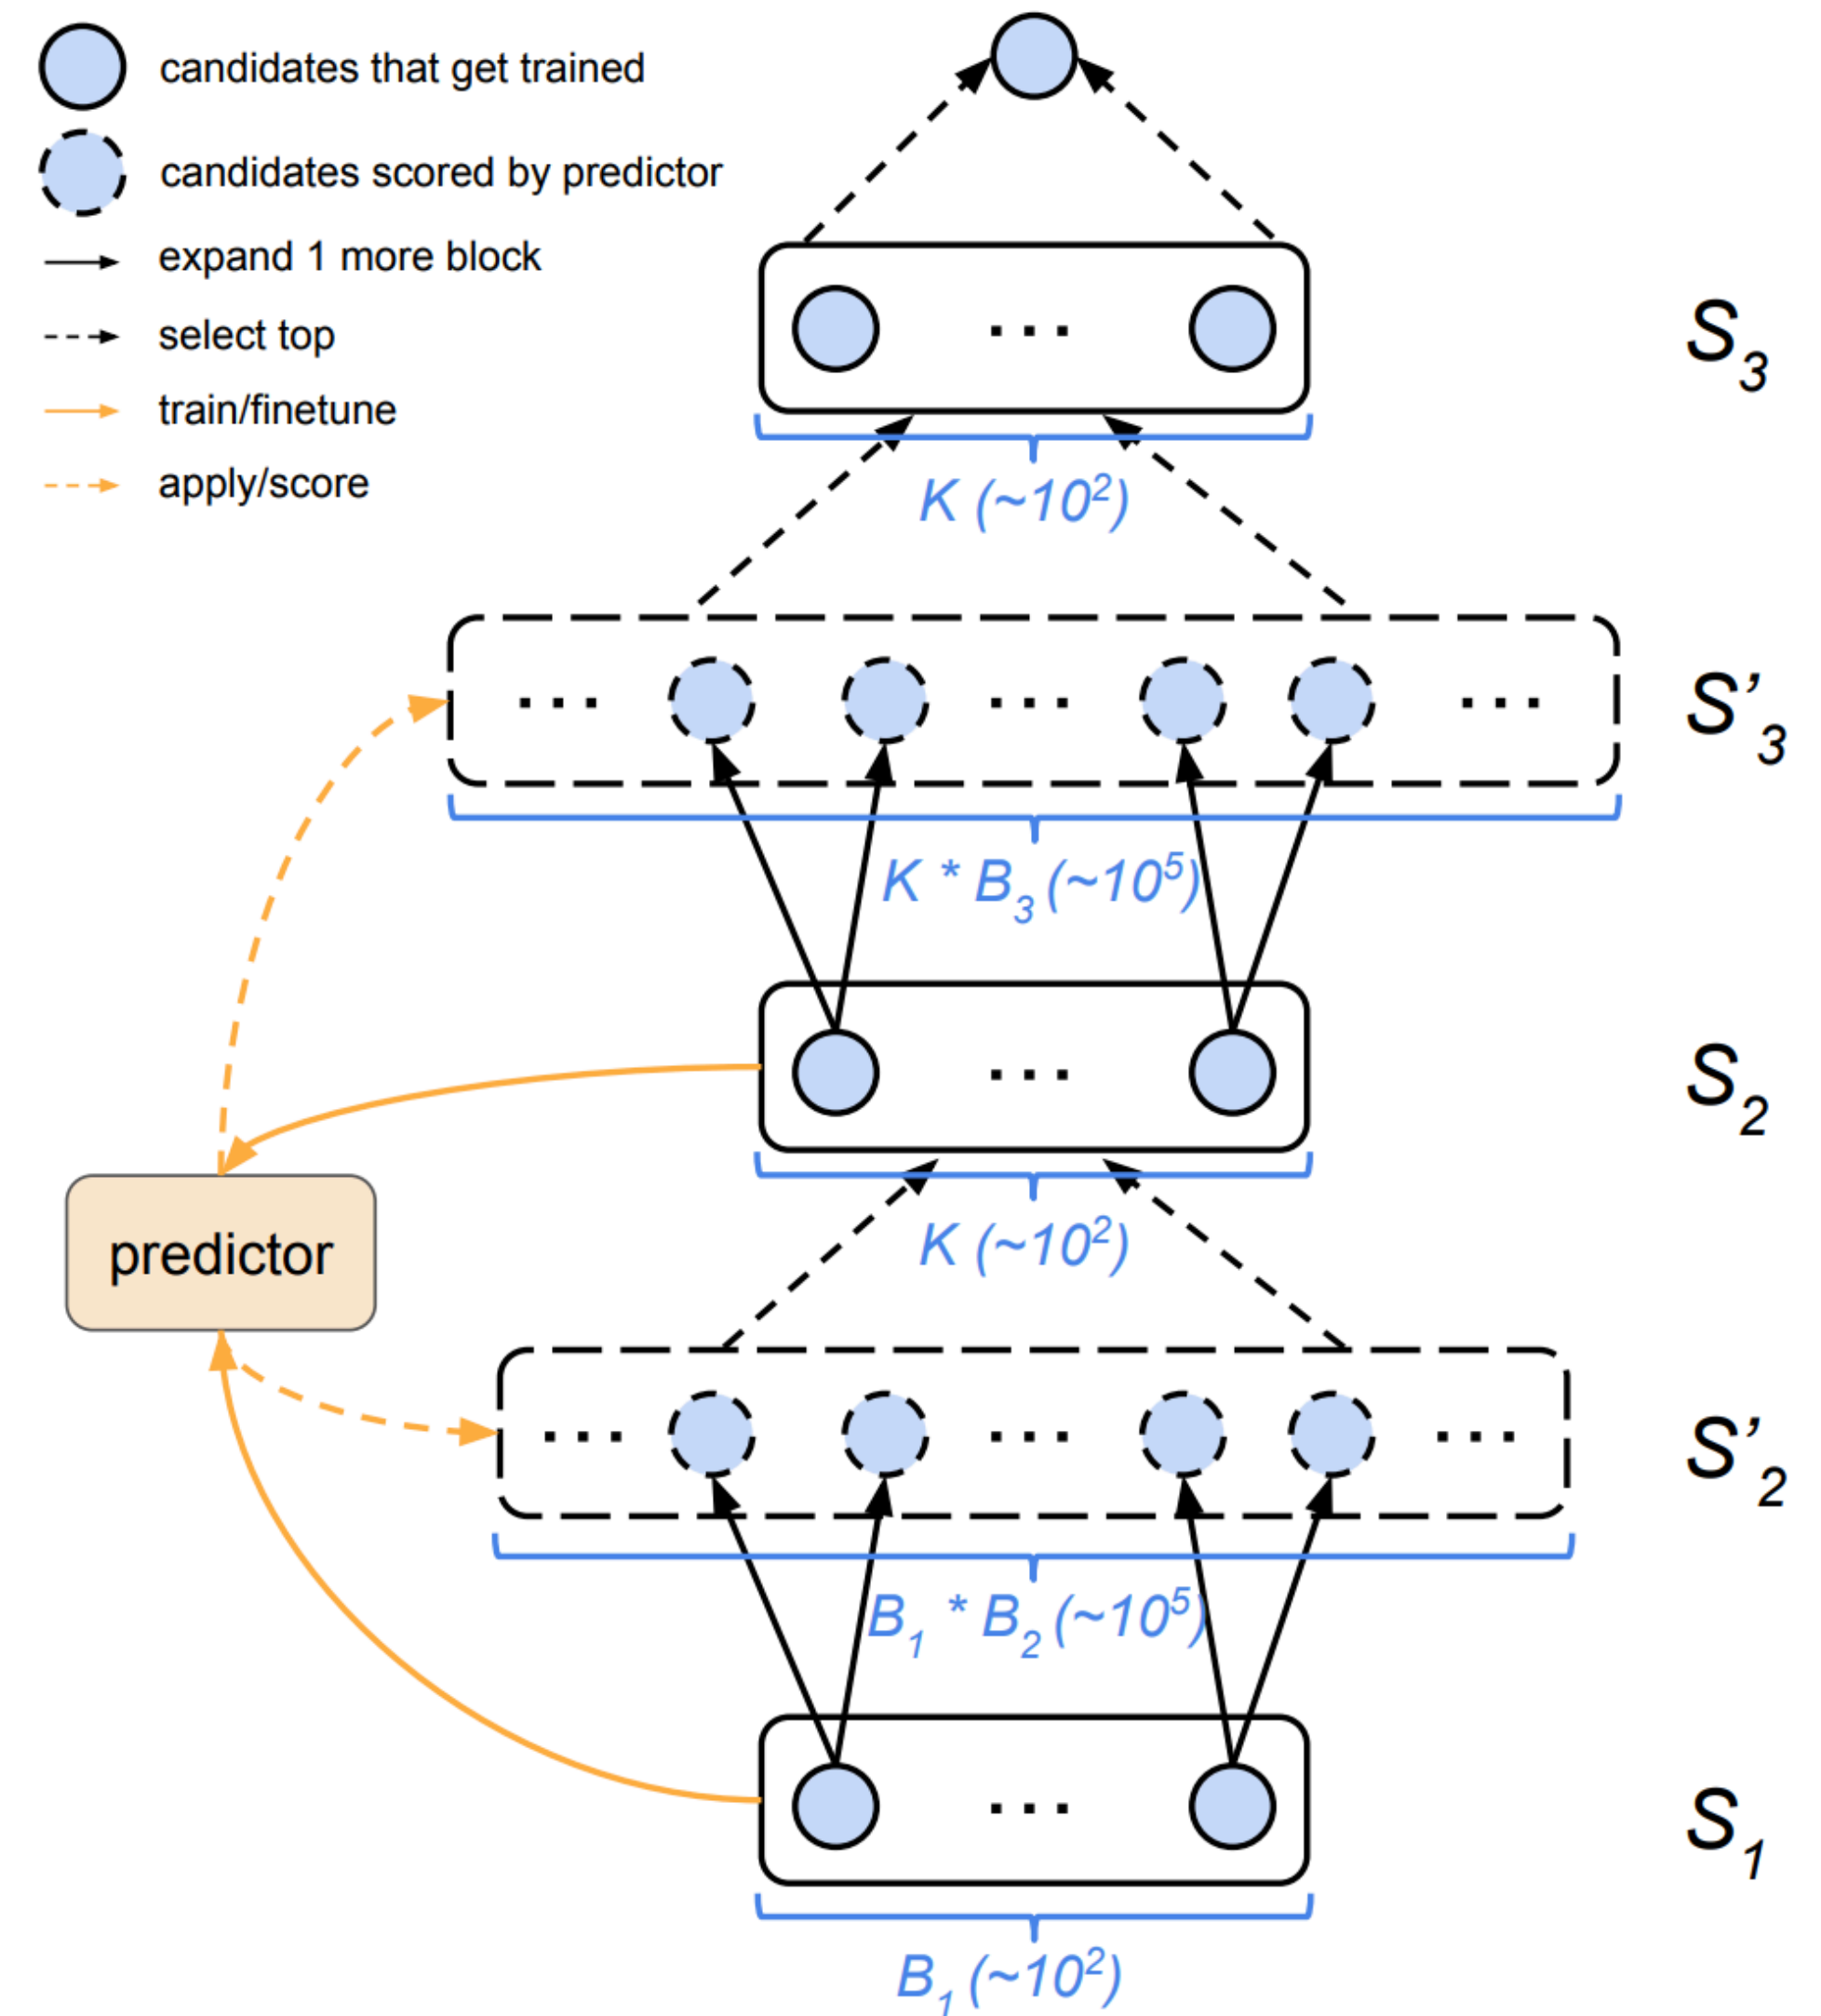 candidates that get trained
candidates scored by predictor
expand 1 more block
select top
train/finetune
apply/score
S₃
K (~10²)
S’₃
K * B₃ (~10⁵)
S₂
predictor
K (~10²)
S’₂
B₁ * B₂ (~10⁵)
S₁
B₁ (~10²)